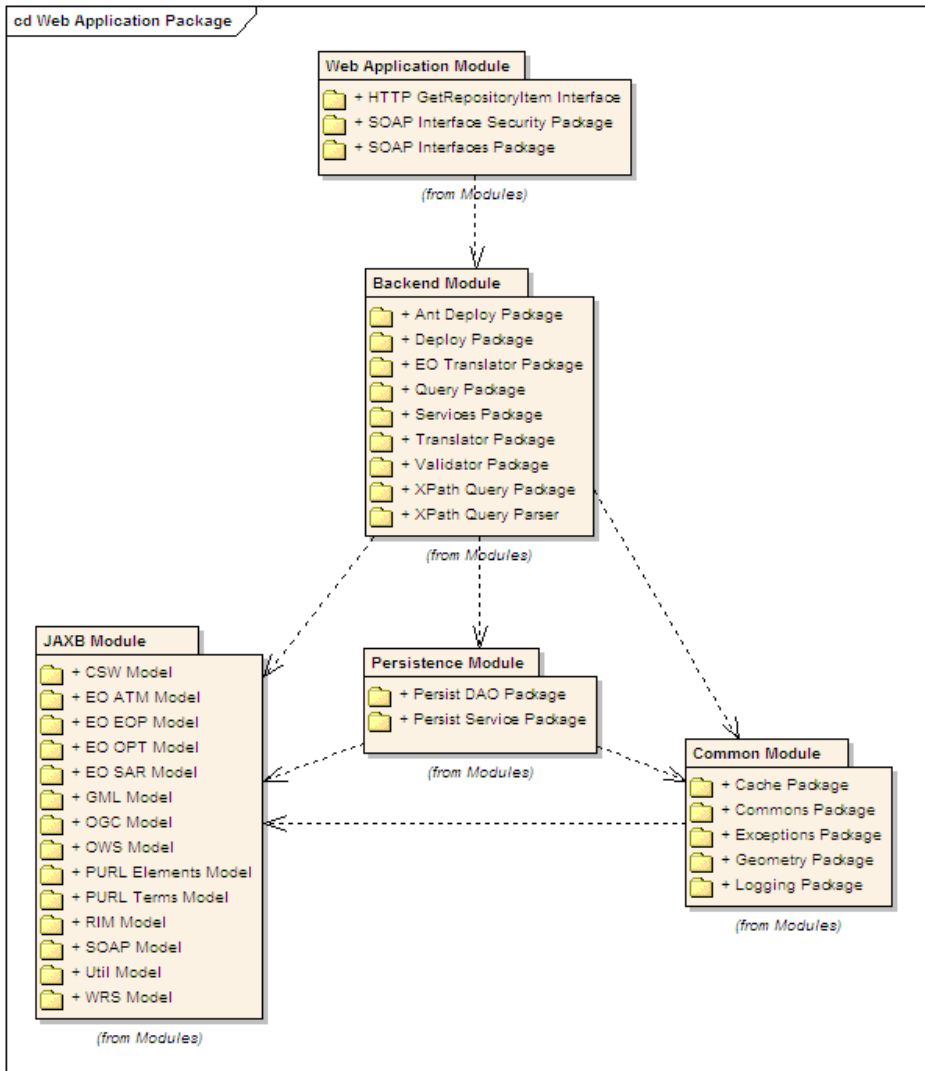 cd Web Application Package
Web Application Module
+ HTTP GetRepositoryItem Interface
+ SOAP Interface Security Package
+ SOAP Interfaces Package
(from Modules)
Backend Module
+ Ant Deploy Package
+ Deploy Package
+ EO Translator Package
+ Query Package
+ Services Package
+ Translator Package
+ Validator Package
+ XPath Query Package
+ XPath Query Parser
(from Modules)
JAXB Module
+ CSW Model
+ EO ATM Model
+ EO EOP Model
+ EO OPT Model
+ EO SAR Model
+ GML Model
+ OGC Model
+ OWS Model
+ PURL Elements Model
+ PURL Terms Model
+ RIM Model
+ SOAP Model
+ Util Model
+ WRS Model
(from Modules)
Persistence Module
+ Persist DAO Package
+ Persist Service Package
(from Modules)
Common Module
+ Cache Package
+ Commons Package
+ Exceptions Package
+ Geometry Package
+ Logging Package
(from Modules)